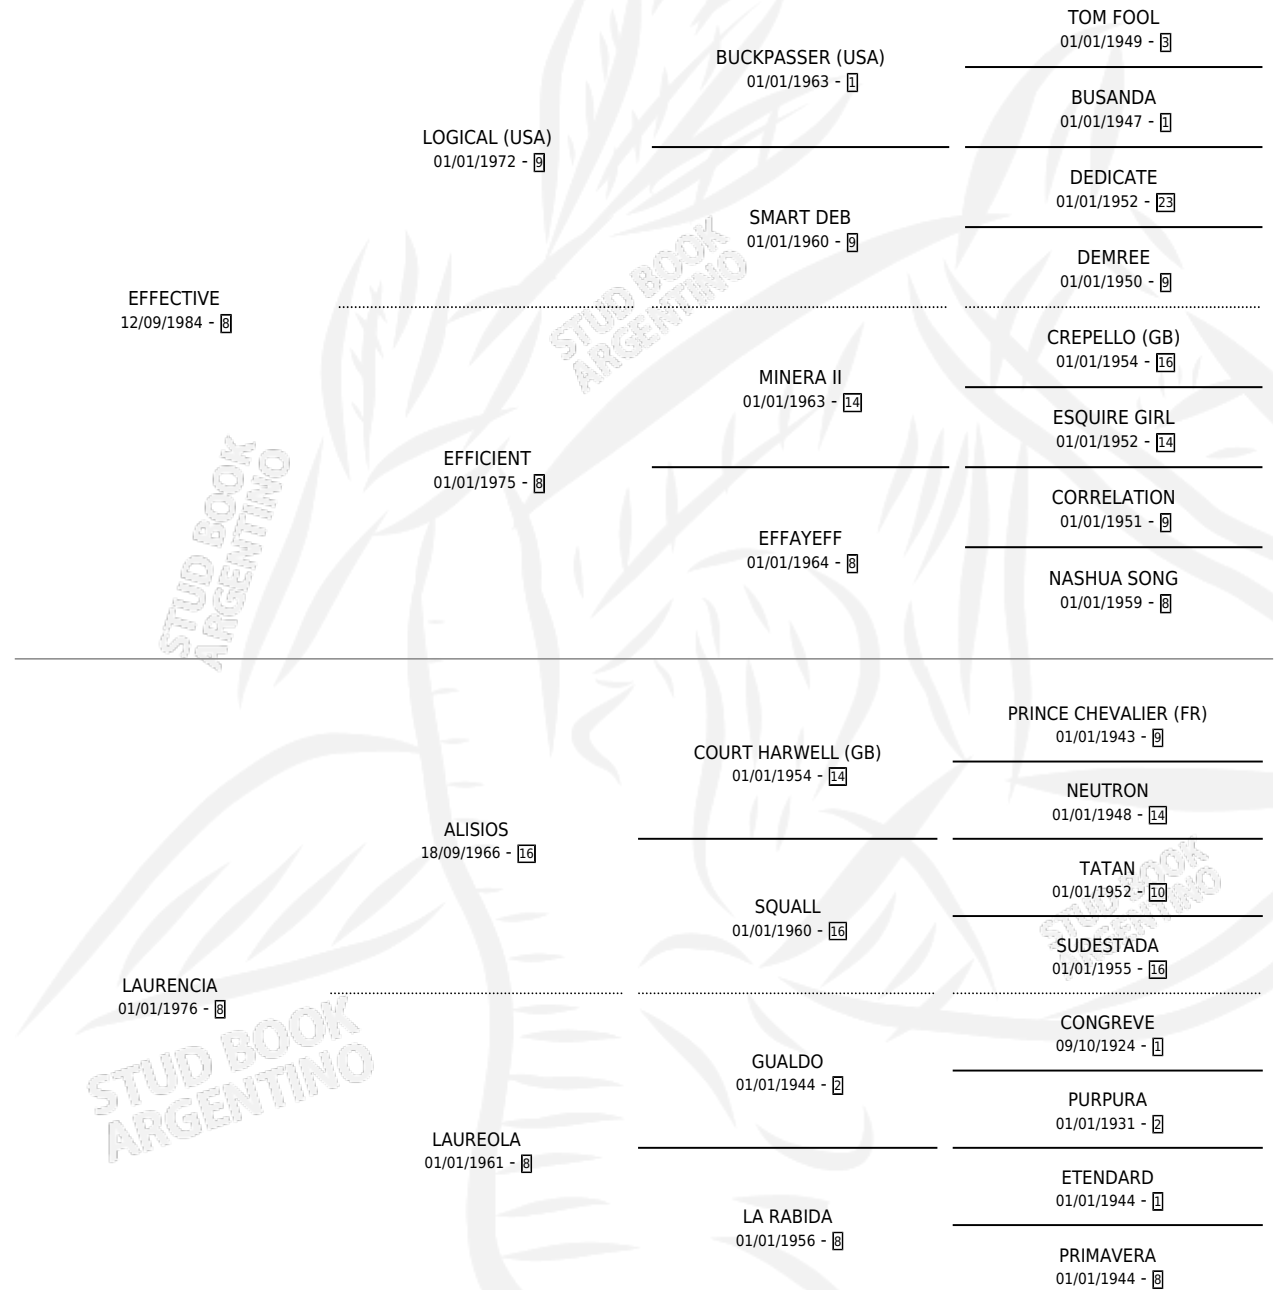 TOM FOOL
01/01/1949 - 3
BUCKPASSER (USA)
01/01/1963 - 1
BUSANDA
01/01/1947 - 1
LOGICAL (USA)
01/01/1972 - 9
DEDICATE
01/01/1952 - 23
SMART DEB
01/01/1960 - 9
DEMREE
01/01/1950 - 9
EFFECTIVE
12/09/1984 - 8
STUD BOOK
ARGENTINO
CREPELLO (GB)
01/01/1954 - 16
MINERA II
01/01/1963 - 14
ESQUIRE GIRL
01/01/1952 - 14
EFFICIENT
01/01/1975 - 8
STUD BOOK
ARGENTINO
CORRELATION
01/01/1951 - 9
EFFAYEFF
01/01/1964 - 8
NASHUA SONG
01/01/1959 - 8
PRINCE CHEVALIER (FR)
01/01/1943 - 9
COURT HARWELL (GB)
01/01/1954 - 14
NEUTRON
01/01/1948 - 14
ALISIOS
18/09/1966 - 16
TATAN
01/01/1952 - 10
STUD BOOK
ARGENTINO
SQUALL
01/01/1960 - 16
SUDESTADA
01/01/1955 - 16
LAURENCIA
01/01/1976 - 8
STUD BOOK
ARGENTINO
CONGREVE
09/10/1924 - 1
GUALDO
01/01/1944 - 2
PURPURA
01/01/1931 - 2
LAUREOLA
01/01/1961 - 8
ETENDARD
01/01/1944 - 1
LA RABIDA
01/01/1956 - 8
PRIMAVERA
01/01/1944 - 8